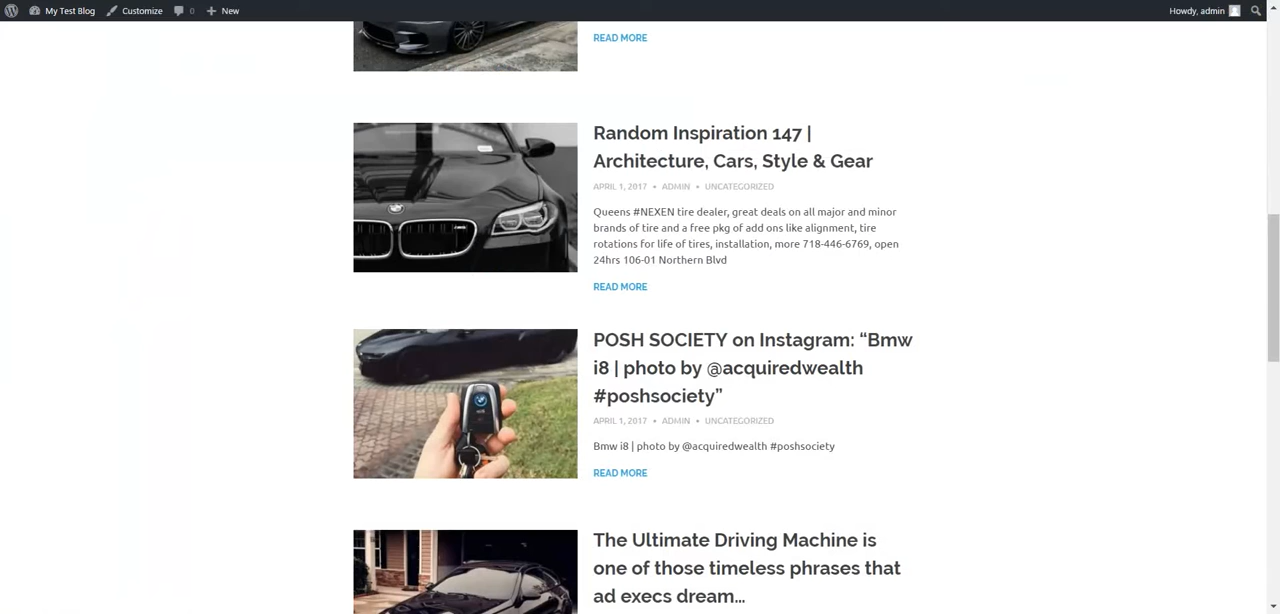 My Test Blog Customize 0 New Howdy, admin
READ MORE
Random Inspiration 147 |
Architecture, Cars, Style & Gear
APRIL 1, 2017 • ADMIN • UNCATEGORIZED
Queens #NEXEN tire dealer, great deals on all major and minor
brands of tire and a free pkg of add ons like alignment, tire
rotations for life of tires, installation, more 718-446-6769, open
24hrs 106-01 Northern Blvd
READ MORE
POSH SOCIETY on Instagram: “Bmw
i8 | photo by @acquiredwealth
#poshsociety”
APRIL 1, 2017 • ADMIN • UNCATEGORIZED
Bmw i8 | photo by @acquiredwealth #poshsociety
READ MORE
The Ultimate Driving Machine is
one of those timeless phrases that
ad execs dream…